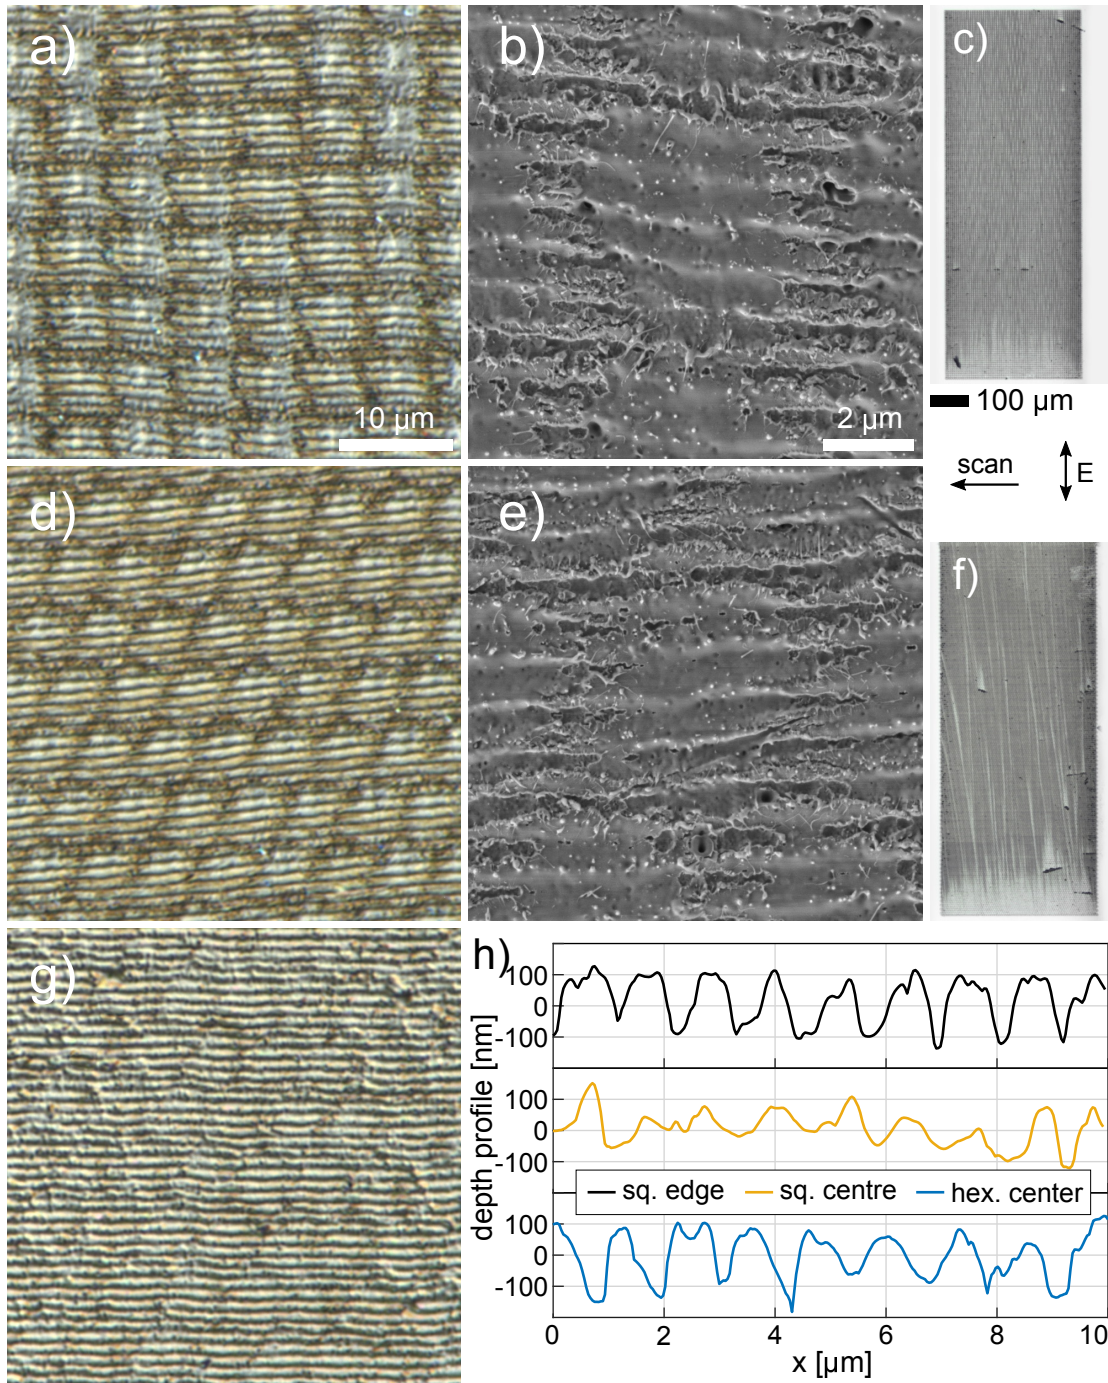 a)
b)
c)
10 µm
2 µm
100 µm
scan
E
d)
e)
f)
g)
h)
depth profile [nm]
100
0
-100
100
0
-100
sq. edge
sq. centre
hex. center
100
0
-100
0
2
4
6
8
10
x [µm]